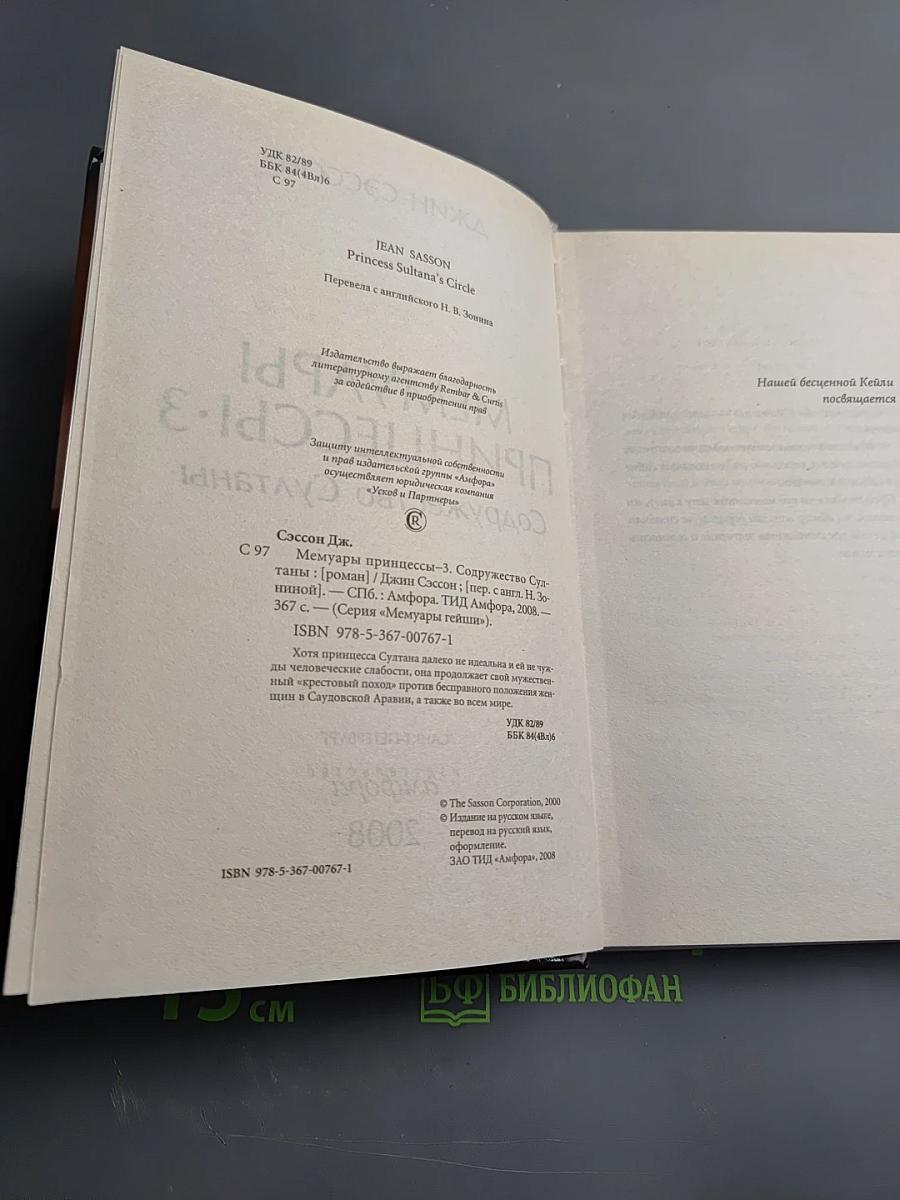 УДК 82/89
ББК 84(4Вл)6
С 97
JEAN SASSON
Princess Sultana's Circle
Перевела с английского Н. В. Зонина
Издательство выражает благодарность
литературному агентству Rembar & Curtis
за содействие в приобретении прав
Защиту интеллектуальной собственности
и прав издательской группы «Амфора»
осуществляет юридическая компания
«Усков и Партнеры»
Сэссон Дж.
С 97 Мемуары принцессы–3. Содружество Сул-
таны : [роман] / Джин Сэссон ; [пер. с англ. Н. Зо-
ниной]. — СПб. : Амфора. ТИД Амфора, 2008. —
367 с. — (Серия «Мемуары гейши»).
ISBN 978-5-367-00767-1
Хотя принцесса Султана далеко не идеальна и ей не чуж-
ды человеческие слабости, она продолжает свой мужествен-
ный «крестовый поход» против бесправного положения жен-
щин в Саудовской Аравии, а также во всем мире.
УДК 82/89
ББК 84(4Вл)6
© The Sasson Corporation, 2000
© Издание на русском языке,
перевод на русский язык,
оформление.
ЗАО ТИД «Амфора», 2008
ISBN 978-5-367-00767-1
Нашей бесценной Кейли
посвящается
см
БФ БИБЛИОФАН